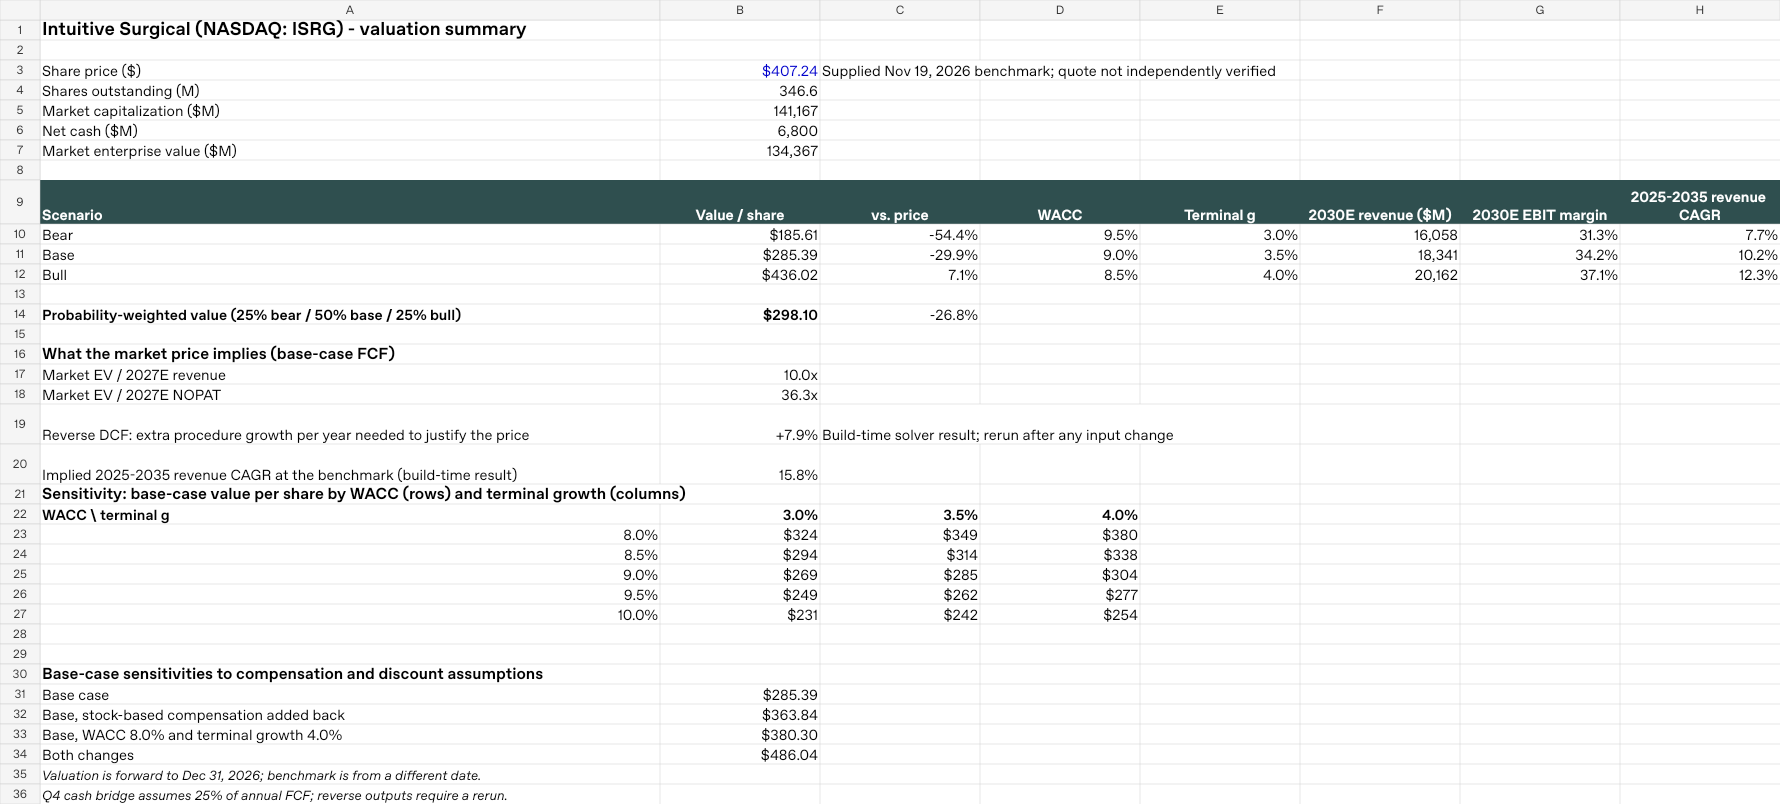 A B C D E F G H
1 Intuitive Surgical (NASDAQ: ISRG) - valuation summary
2
3 Share price ($) $407.24 Supplied Nov 19, 2026 benchmark; quote not independently verified
4 Shares outstanding (M) 346.6
5 Market capitalization ($M) 141,167
6 Net cash ($M) 6,800
7 Market enterprise value ($M) 134,367
8
9 Scenario Value / share vs. price WACC Terminal g 2030E revenue ($M) 2030E EBIT margin 2025-2035 revenue
CAGR
10 Bear $185.61 -54.4% 9.5% 3.0% 16,058 31.3% 7.7%
11 Base $285.39 -29.9% 9.0% 3.5% 18,341 34.2% 10.2%
12 Bull $436.02 7.1% 8.5% 4.0% 20,162 37.1% 12.3%
13
14 Probability-weighted value (25% bear / 50% base / 25% bull) $298.10 -26.8%
15
16 What the market price implies (base-case FCF)
17 Market EV / 2027E revenue 10.0x
18 Market EV / 2027E NOPAT 36.3x
19 Reverse DCF: extra procedure growth per year needed to justify the price +7.9% Build-time solver result; rerun after any input change
20 Implied 2025-2035 revenue CAGR at the benchmark (build-time result) 15.8%
21 Sensitivity: base-case value per share by WACC (rows) and terminal growth (columns)
22 WACC \ terminal g 3.0% 3.5% 4.0%
23 8.0% $324 $349 $380
24 8.5% $294 $314 $338
25 9.0% $269 $285 $304
26 9.5% $249 $262 $277
27 10.0% $231 $242 $254
28
29
30 Base-case sensitivities to compensation and discount assumptions
31 Base case $285.39
32 Base, stock-based compensation added back $363.84
33 Base, WACC 8.0% and terminal growth 4.0% $380.30
34 Both changes $486.04
35 Valuation is forward to Dec 31, 2026; benchmark is from a different date.
36 Q4 cash bridge assumes 25% of annual FCF; reverse outputs require a rerun.